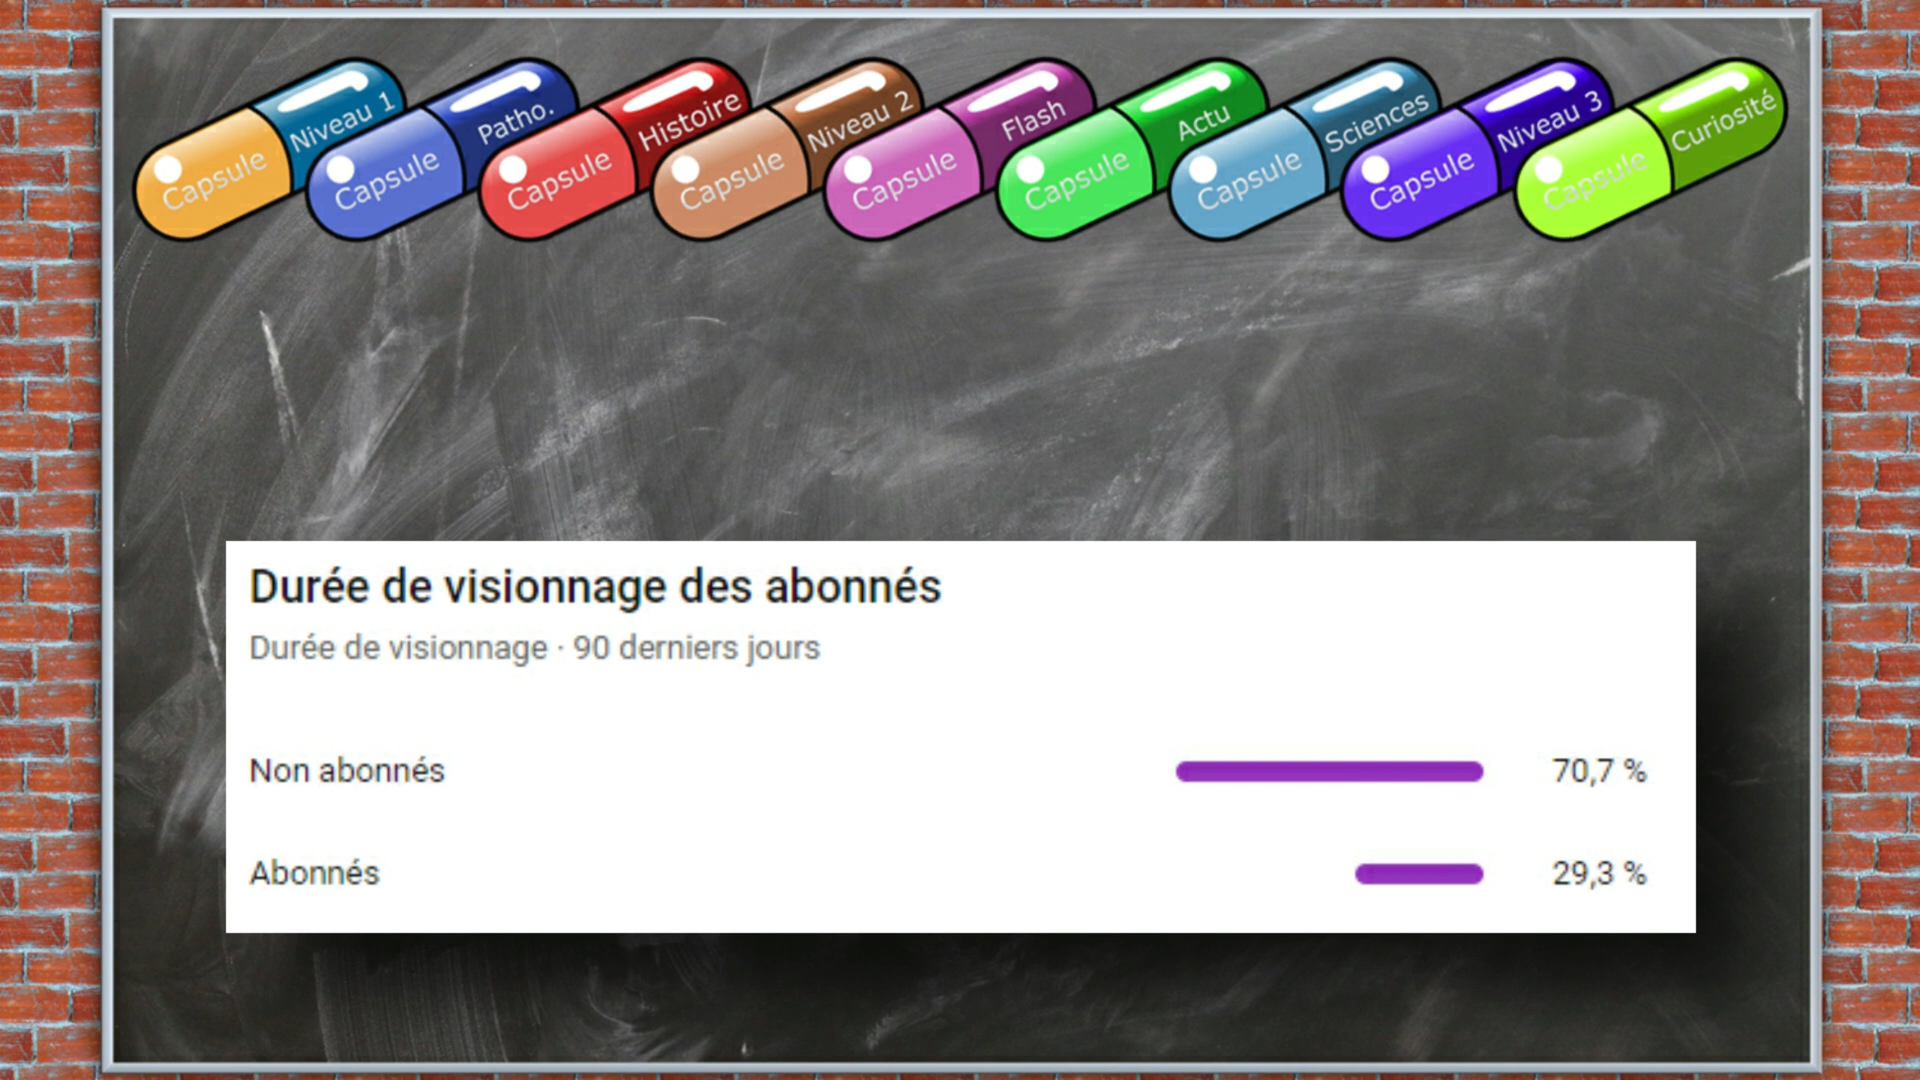 Capsule Niveau 1
Capsule Patho.
Capsule Histoire
Capsule Niveau 2
Capsule Flash
Capsule Actu
Capsule Sciences
Capsule Niveau 3
Capsule Curiosité
Durée de visionnage des abonnés
Durée de visionnage · 90 derniers jours
Non abonnés 70,7 %
Abonnés 29,3 %